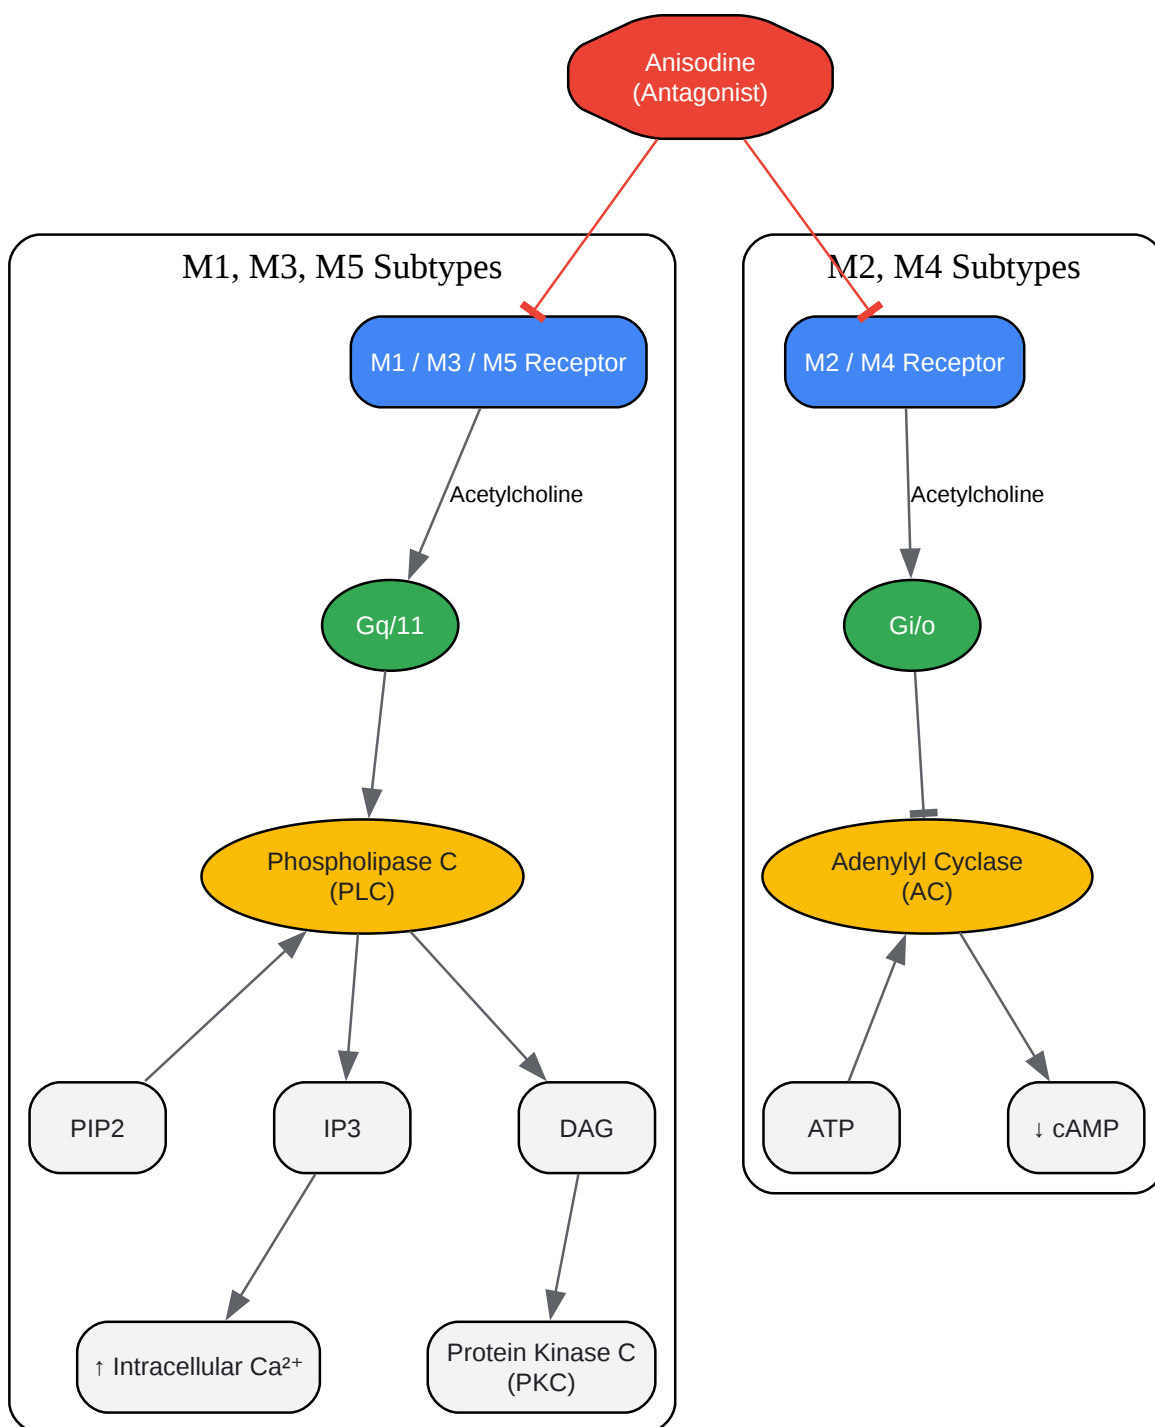 Anisodine
(Antagonist)
M1, M3, M5 Subtypes
M2, M4 Subtypes
M1 / M3 / M5 Receptor
M2 / M4 Receptor
Acetylcholine
Acetylcholine
Gq/11
Gi/o
Phospholipase C
(PLC)
Adenylyl Cyclase
(AC)
PIP2
IP3
DAG
ATP
↓ cAMP
↑ Intracellular Ca²⁺
Protein Kinase C
(PKC)